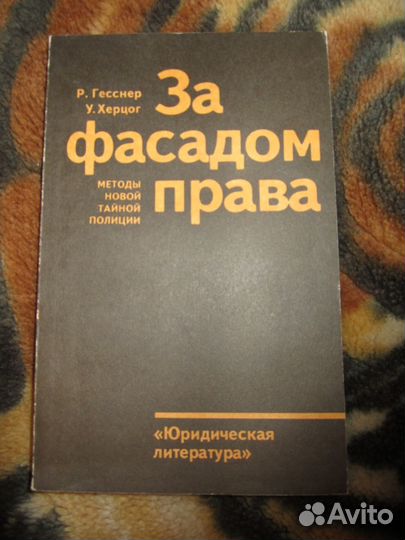 Р. Гесснер
У. Херцог
За
фасадом
права
МЕТОДЫ
НОВОЙ
ТАЙНОЙ
ПОЛИЦИИ
«Юридическая
литература»
Avito